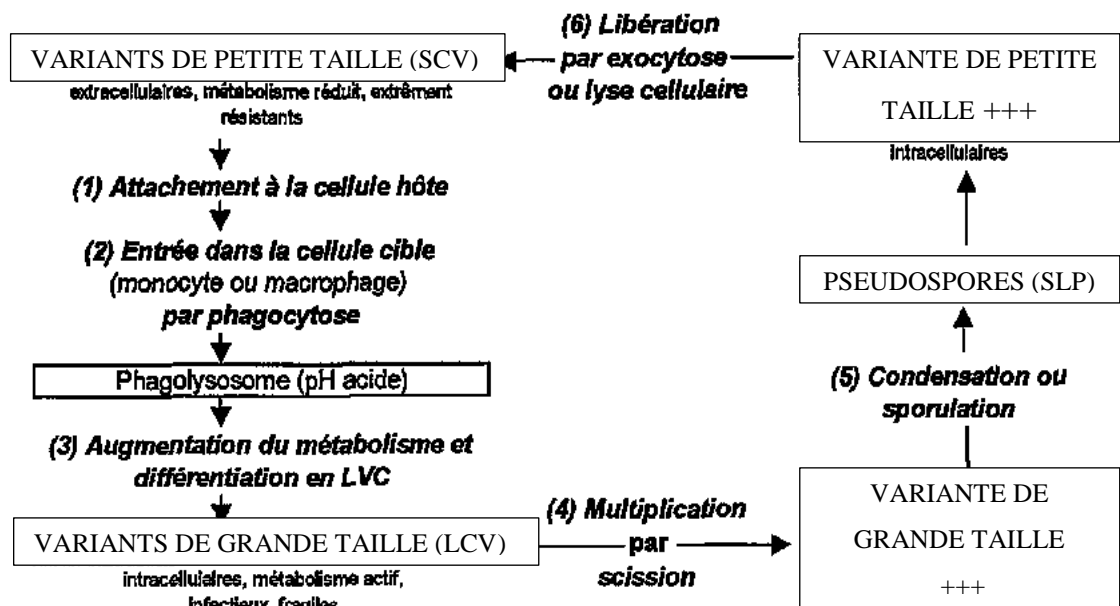 VARIANTS DE PETITE TAILLE (SCV)
extracellulaires, métabolisme réduit, extrêment
résistants
(1) Attachement à la cellule hôte
(2) Entrée dans la cellule cible
(monocyte ou macrophage)
par phagocytose
Phagolysosome (pH acide)
(3) Augmentation du métabolisme et
différentiation en LVC
VARIANTS DE GRANDE TAILLE (LCV)
intracellulaires, métabolisme actif,
infectieux, fragiles
(4) Multiplication
par
scission
VARIANTE DE
GRANDE TAILLE
+++
(5) Condensation ou
sporulation
PSEUDOSPORES (SLP)
VARIANTE DE PETITE
TAILLE +++
intracellulaires
(6) Libération
par exocytose
ou lyse cellulaire